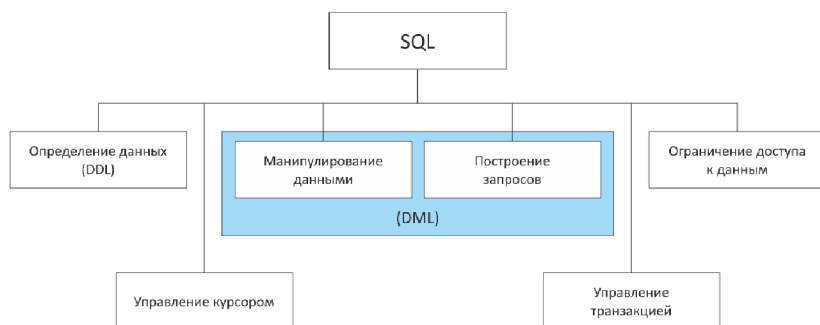 SQL
Определение данных
(DDL)
Манипулирование
данными
Построение
запросов
(DML)
Ограничение доступа
к данным
Управление курсором
Управление
транзакцией